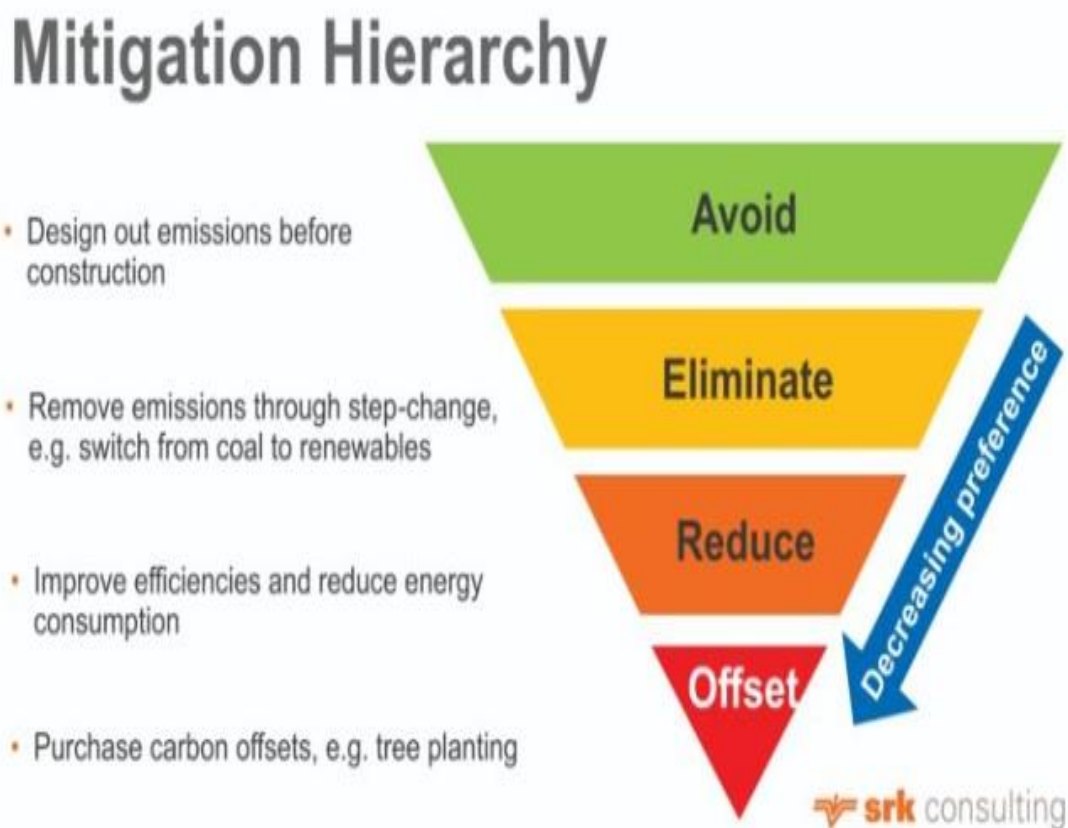 Mitigation Hierarchy
• Design out emissions before
construction
• Remove emissions through step-change,
e.g. switch from coal to renewables
• Improve efficiencies and reduce energy
consumption
• Purchase carbon offsets, e.g. tree planting
Avoid
Eliminate
Reduce
Offset
Decreasing preference
srk consulting